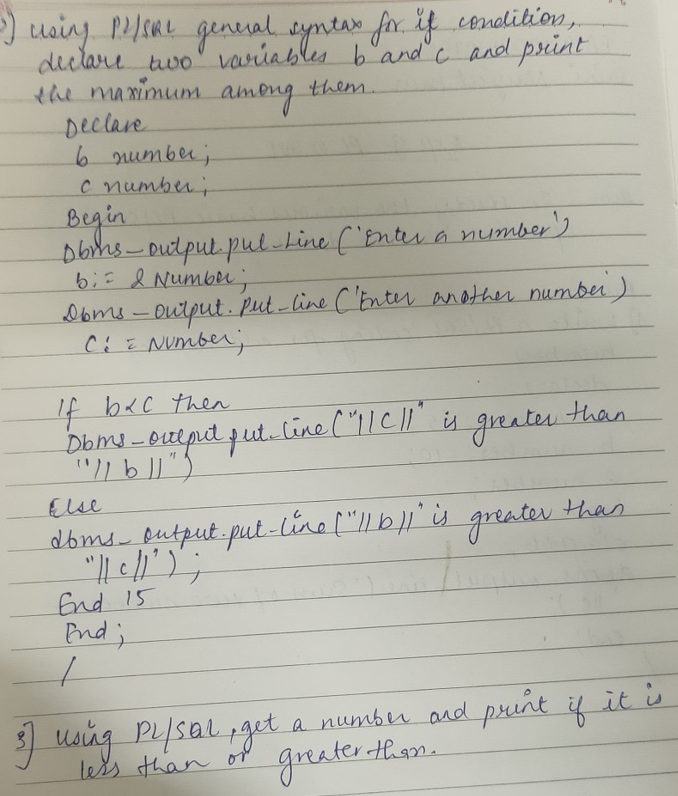 ) Using PL/SQL general syntax for if condition,
declare two variables b and c and print
the maximum among them.
Declare
b number;
c number;
Begin
Dbms-output.put-Line ('Enter a number')
b:= & Number;
Dbms-output.put-line ('Enter another number)
C:= Number;
If b<c then
Dbms-output put-line ("||c||" is greater than
"|| b ||")
Else
dbms-output.put-line ("||b||" is greater than
"||c||");
End 15
End;
/
3] Using PL/SQL, get a number and print if it is
less than or greater than.